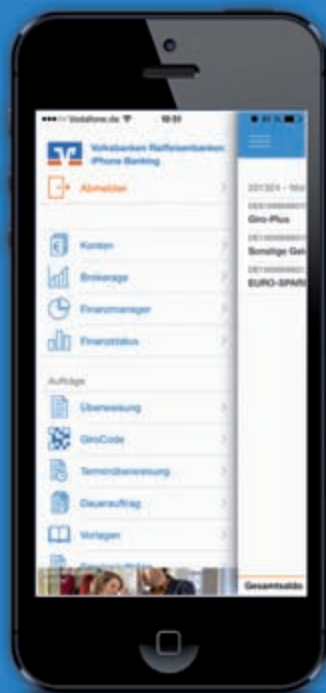 Vodafone.de
Volksbanken Raiffeisenbanken
iPhone Banking
Abmelden
Konten
Brokerage
Finanzmanager
Finanzstatus
Aufträge
Überweisung
GiroCode
Terminüberweisung
Dauerauftrag
Vorlagen
Giro-Plus
Sonstige
EURO-SPAR
Gesamtsaldo